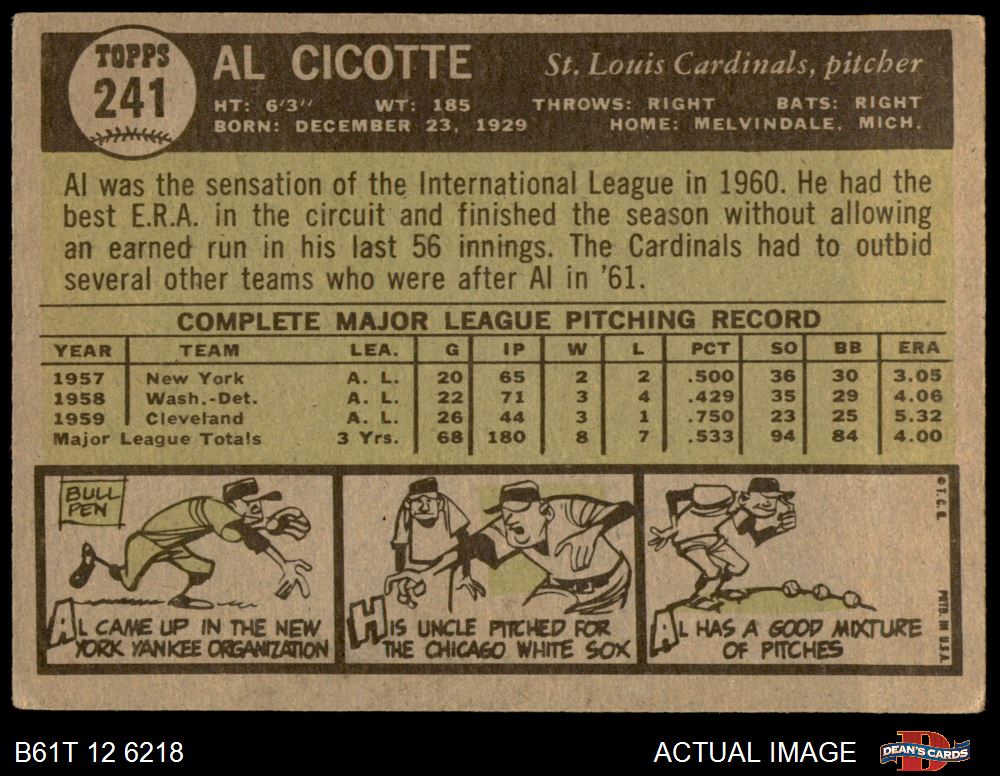 TOPPS
241
AL CICOTTE
St. Louis Cardinals, pitcher
HT: 6'3" WT: 185 THROWS: RIGHT BATS: RIGHT
BORN: DECEMBER 23, 1929 HOME: MELVINDALE, MICH.
Al was the sensation of the International League in 1960. He had the
best E.R.A. in the circuit and finished the season without allowing
an earned run in his last 56 innings. The Cardinals had to outbid
several other teams who were after Al in '61.
COMPLETE MAJOR LEAGUE PITCHING RECORD
YEAR TEAM LEA. G IP W L PCT SO BB ERA
1957 New York A. L. 20 65 2 2 .500 36 30 3.05
1958 Wash.-Det. A. L. 22 71 3 4 .429 35 29 4.06
1959 Cleveland A. L. 26 44 3 1 .750 23 25 5.32
Major League Totals 3 Yrs. 68 180 8 7 .533 94 84 4.00
BULL
PEN
AL CAME UP IN THE NEW
YORK YANKEE ORGANIZATION
HIS UNCLE PITCHED FOR
THE CHICAGO WHITE SOX
AL HAS A GOOD MIXTURE
OF PITCHES
© T. C. G. PRTD. IN U.S.A.
B61T 12 6218
ACTUAL IMAGE
DEAN'S CARDS